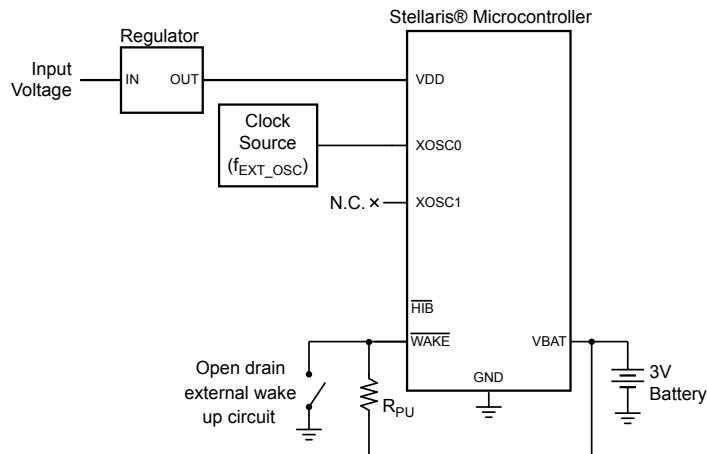 Stellaris® Microcontroller
Regulator
Input
Voltage
IN
OUT
VDD
Clock
Source
(fEXT_OSC)
XOSC0
N.C.
XOSC1
HIB
WAKE
VBAT
Open drain
external wake
up circuit
RPU
GND
3V
Battery